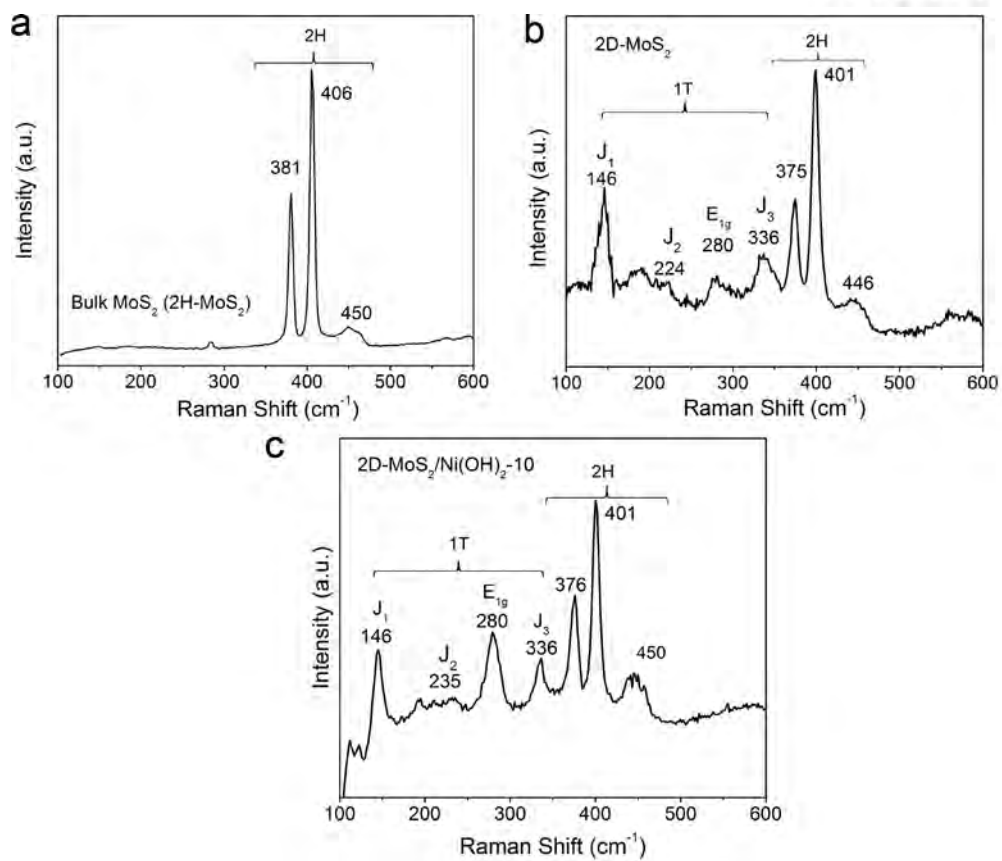 a
2H
406
381
450
Bulk MoS₂ (2H-MoS₂)
Intensity (a.u.)
100 200 300 400 500 600
Raman Shift (cm⁻¹)
b
2D-MoS₂
2H
401
1T
J₁
146
375
J₂
224
E₁g
280
J₃
336
446
Intensity (a.u.)
100 200 300 400 500 600
Raman Shift (cm⁻¹)
c
2D-MoS₂/Ni(OH)₂-10
2H
401
1T
376
J₁
146
J₂
235
E₁g
280
J₃
336
450
Intensity (a.u.)
100 200 300 400 500 600
Raman Shift (cm⁻¹)